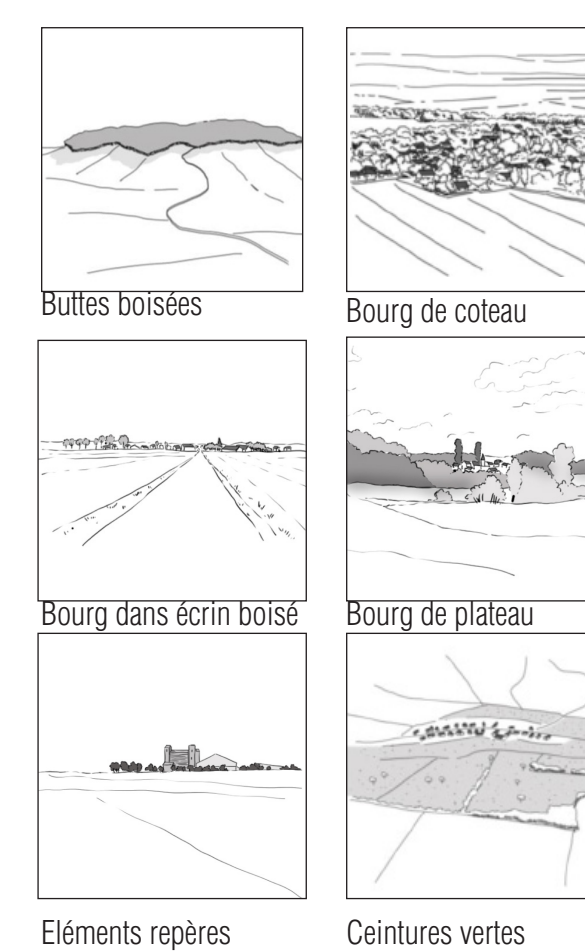 Buttes boisées
Bourg de coteau
Bourg dans écrin boisé
Bourg de plateau
Eléments repères
Ceintures vertes